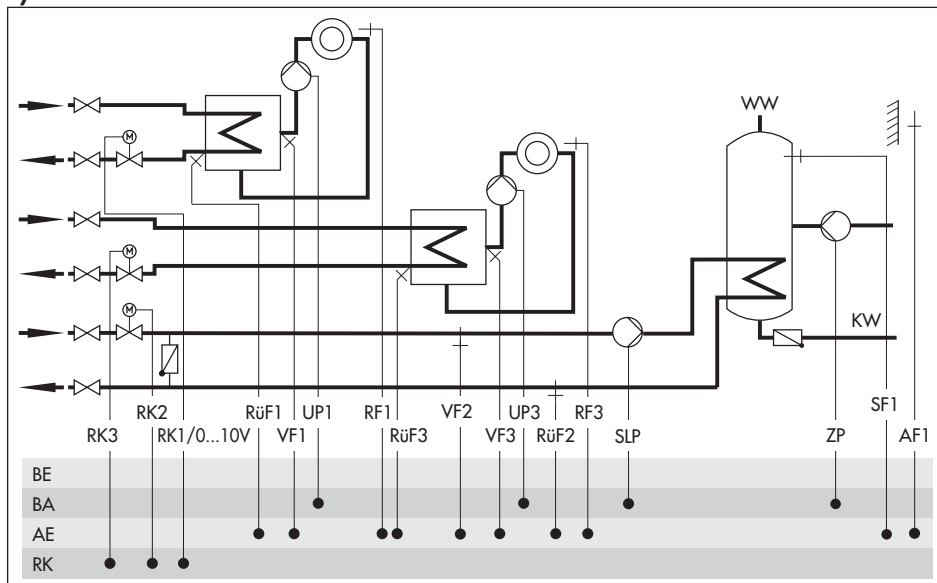 M
M
M
WW
KW
RK2 RüF1 UP1 RF1 VF2 UP3 RF3 SF1
RK3 RK1/0...10V VF1 RüF3 VF3 RüF2 SLP ZP AF1
BE
BA
AE
RK